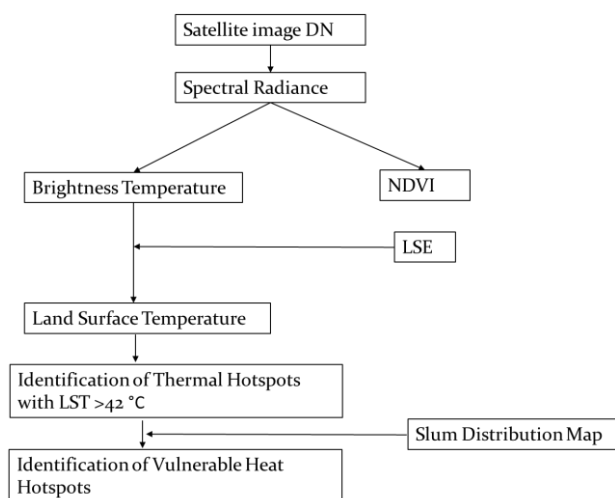 Satellite image DN
Spectral Radiance
Brightness Temperature
NDVI
LSE
Land Surface Temperature
Identification of Thermal Hotspots
with LST >42 °C
Slum Distribution Map
Identification of Vulnerable Heat
Hotspots